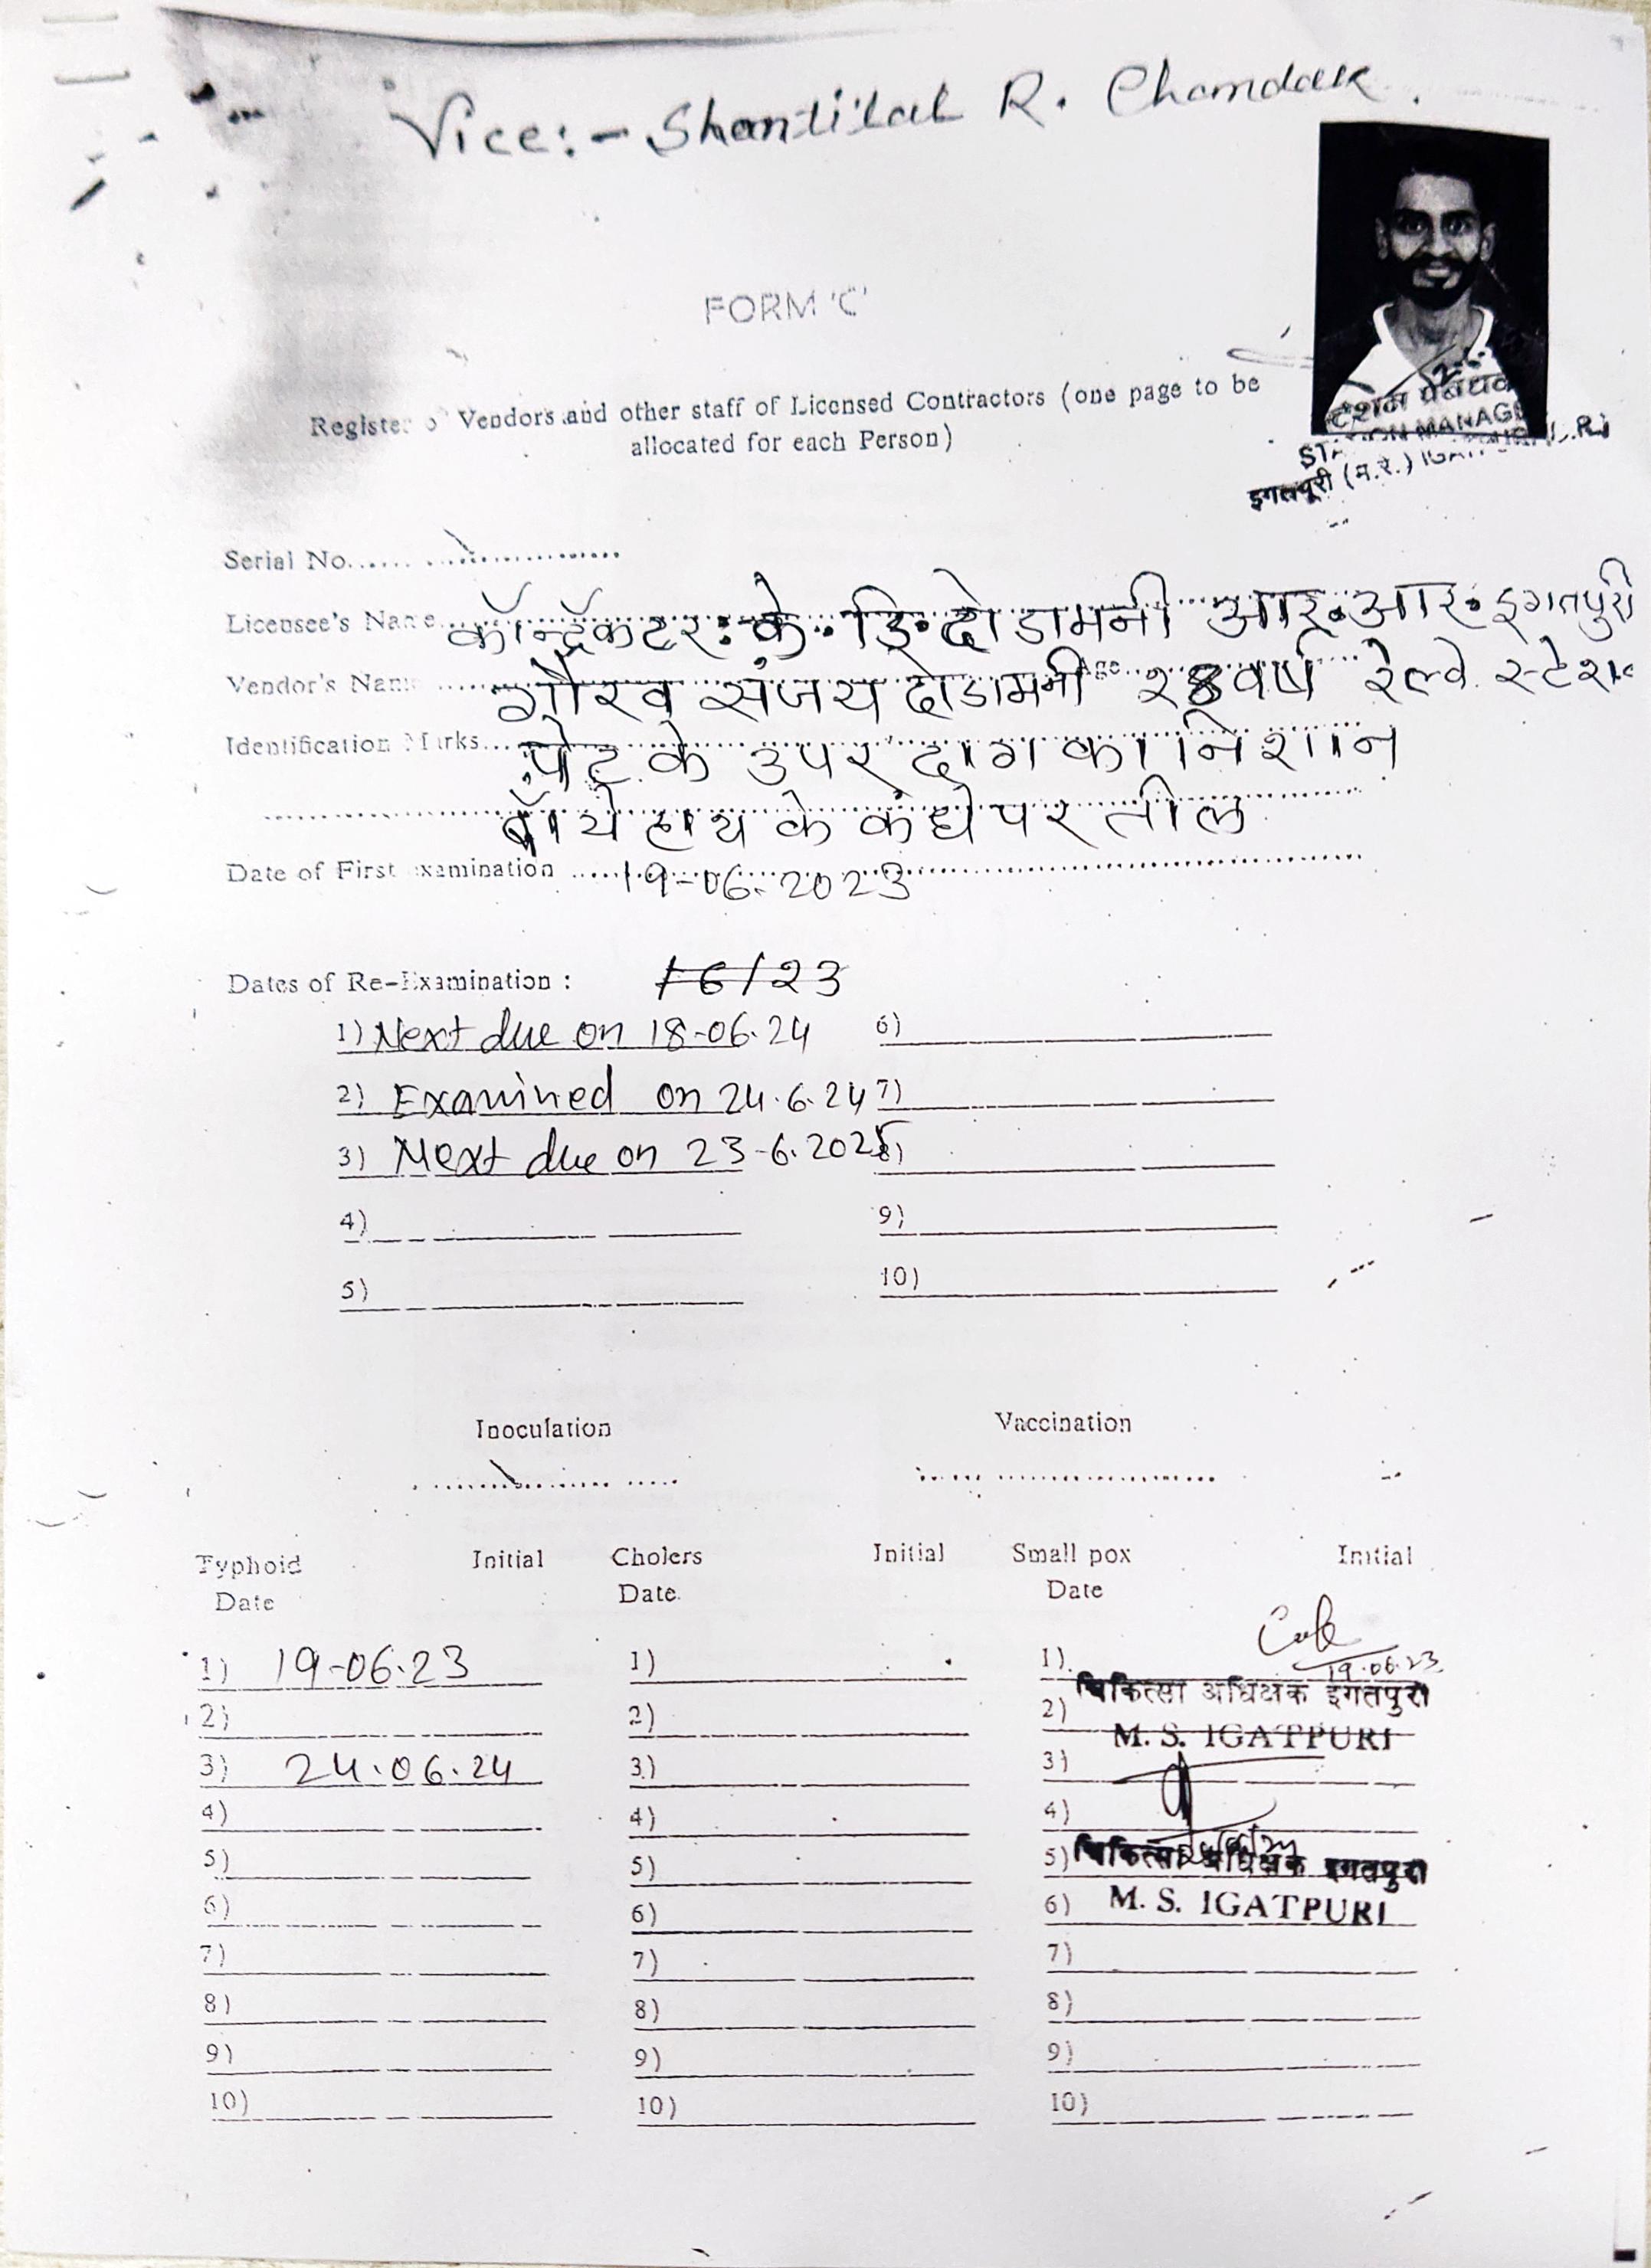 Vice:- Shantilal R. Chandak.
FORM 'C'
Register of Vendors and other staff of Licensed Contractors (one page to be
allocated for each Person)
स्टेशन प्रबंधक
STATION MANAGER
इगतपूरी (म.रे.) IGATPURI (C.R.)
Serial No.
Licensee's Name कॉन्ट्रॅक्टर: के. डि. दोडामनी आर. आर. इगतपुरी
Vendor's Name गौरव संजय दोडामनी Age 28 वर्ष रेल्वे स्टेशन
Identification Marks पेट के उपर दाग का निशान
बॉये हाथ के कंधे पर तील
Date of First examination 19-06-2023
Dates of Re-Examination : 1/6/23
1) Next due on 18-06-24 6)
2) Examined on 24.6.24 7)
3) Next due on 23-6.2025 8)
4) 9)
5) 10)
Inoculation Vaccination
Typhoid Initial Cholers Initial Small pox Initial
Date Date. Date
1) 19-06.23 1) 1) 19.06.23
चिकित्सा अधिक्षक इगतपुरी
2) 2) 2) M. S. IGATPURI
3) 24.06.24 3) 3)
4) 4) 4)
5) 5) 5) चिकित्सा अधिक्षक इगतपुरी
6) 6) 6) M. S. IGATPURI
7) 7) 7)
8) 8) 8)
9) 9) 9)
10) 10) 10)